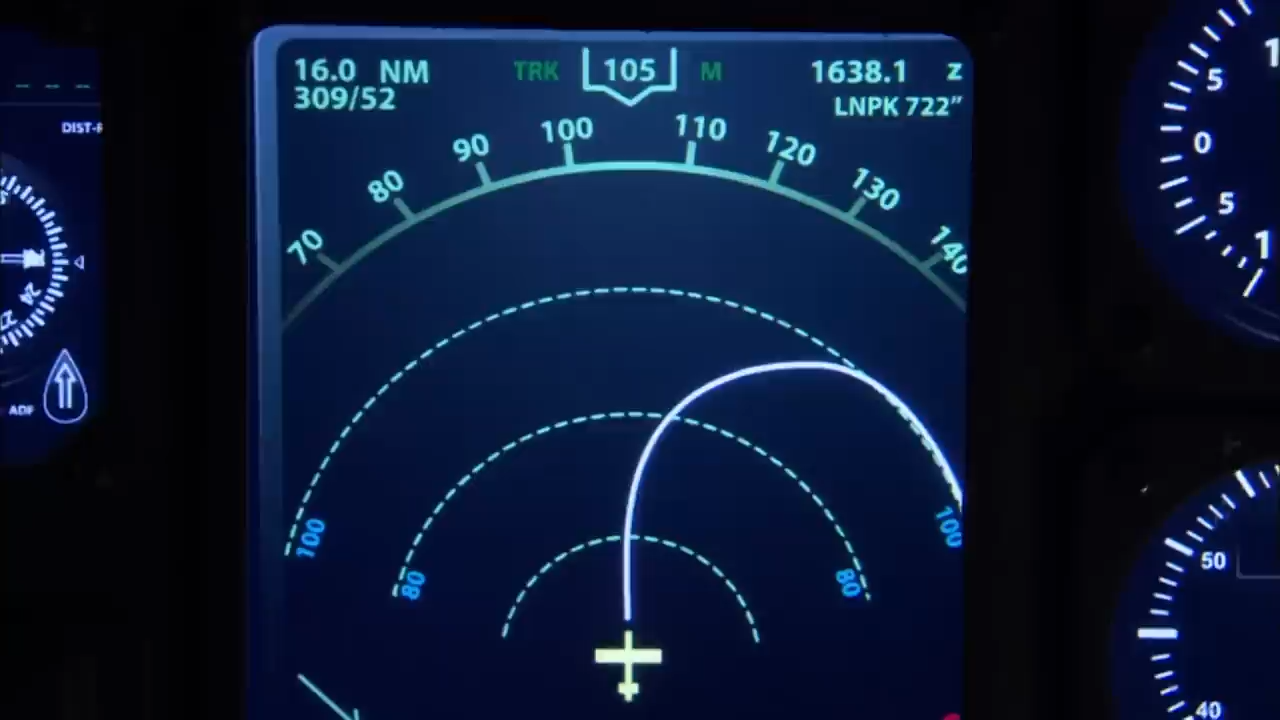 16.0 NM
309/52
TRK 105 M
1638.1 z
LNPK 722”
70 80 90 100 110 120 130 140
100 100
80 80
DIST-
24
ADF
5
0
5
1
50
40